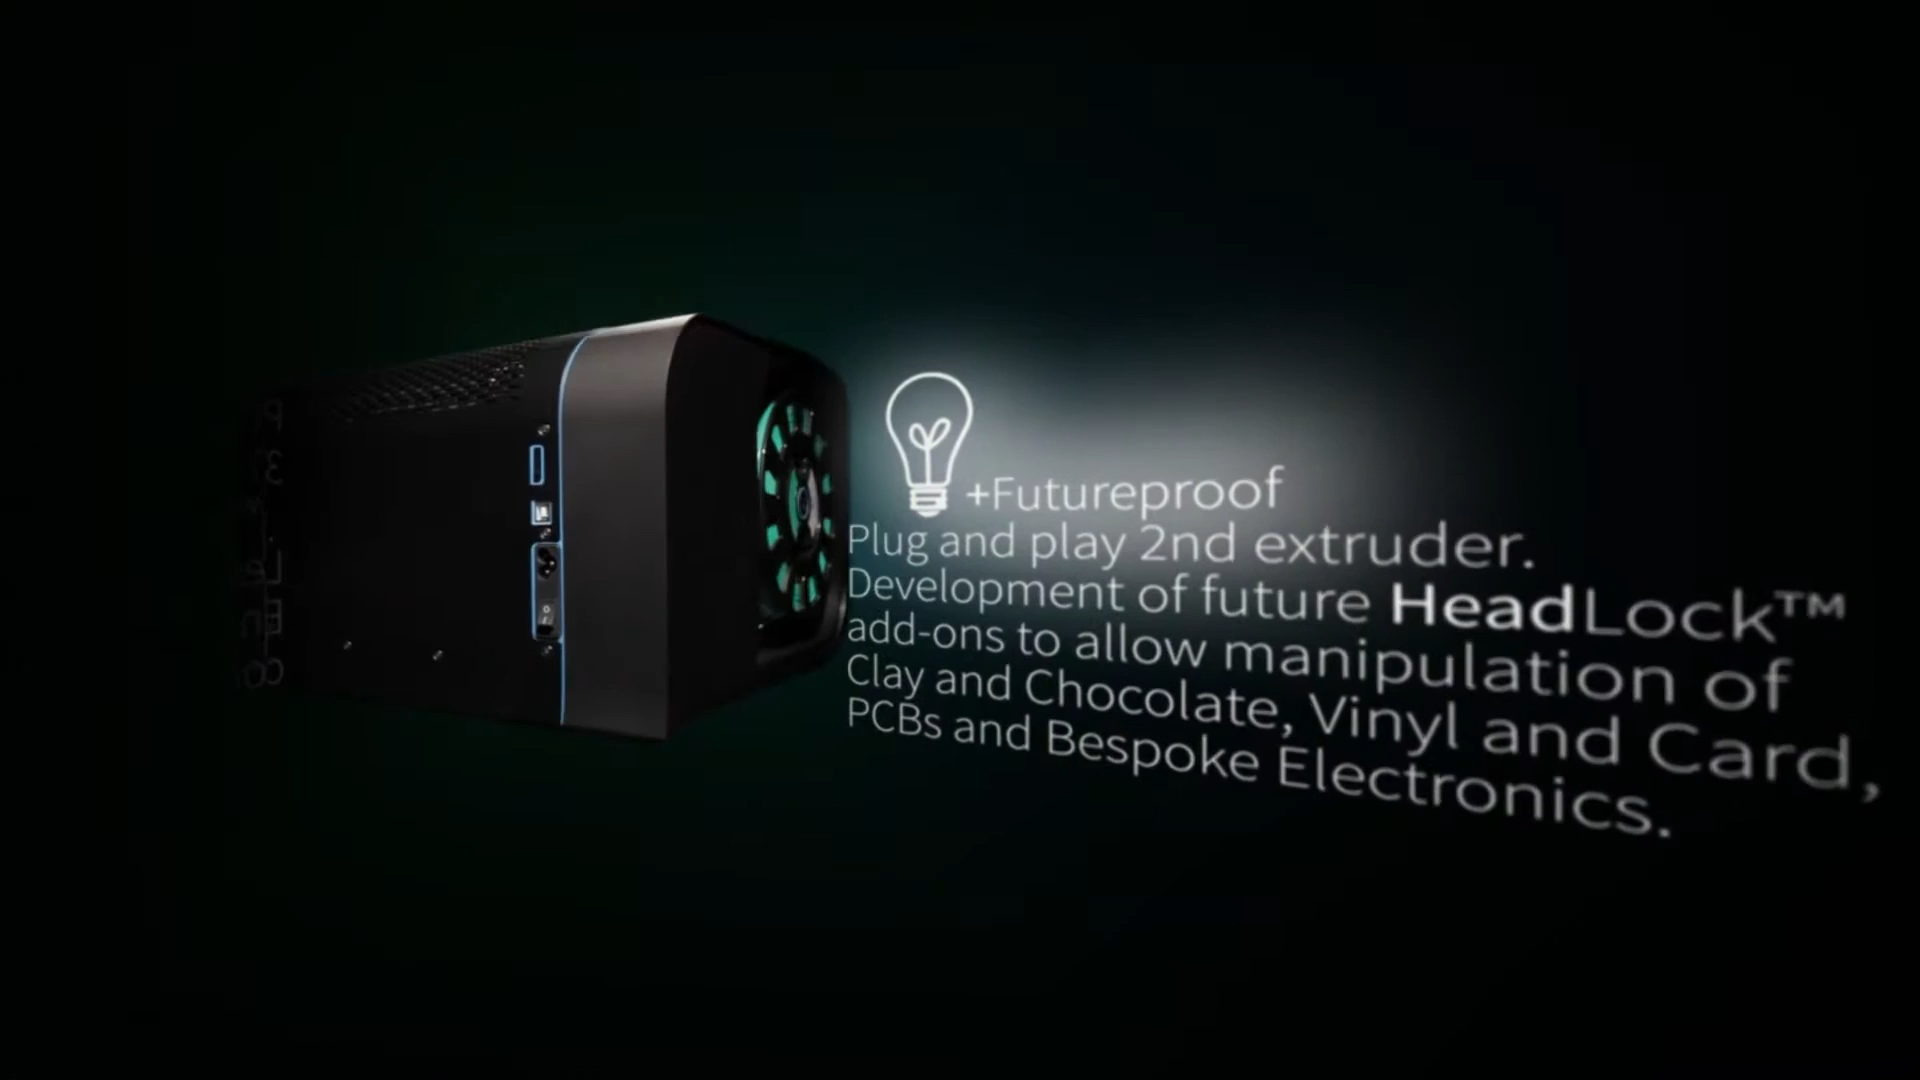 +Futureproof
Plug and play 2nd extruder.
Development of future HeadLock™
add-ons to allow manipulation of
Clay and Chocolate, Vinyl and Card,
PCBs and Bespoke Electronics.